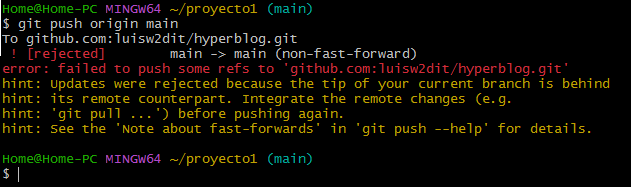 Home@Home-PC MINGW64 ~/proyecto1 (main)
$ git push origin main
To github.com:luisw2dit/hyperblog.git
 ! [rejected]        main -> main (non-fast-forward)
error: failed to push some refs to 'github.com:luisw2dit/hyperblog.git'
hint: Updates were rejected because the tip of your current branch is behind
hint: its remote counterpart. Integrate the remote changes (e.g.
hint: 'git pull ...') before pushing again.
hint: See the 'Note about fast-forwards' in 'git push --help' for details.
Home@Home-PC MINGW64 ~/proyecto1 (main)
$